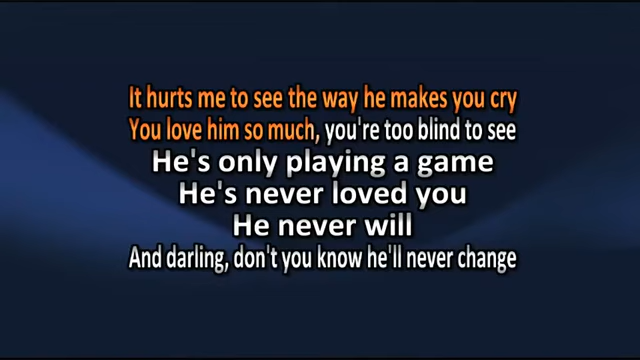 It hurts me to see the way he makes you cry
You love him so much, you're too blind to see
He's only playing a game
He's never loved you
He never will
And darling, don't you know he'll never change